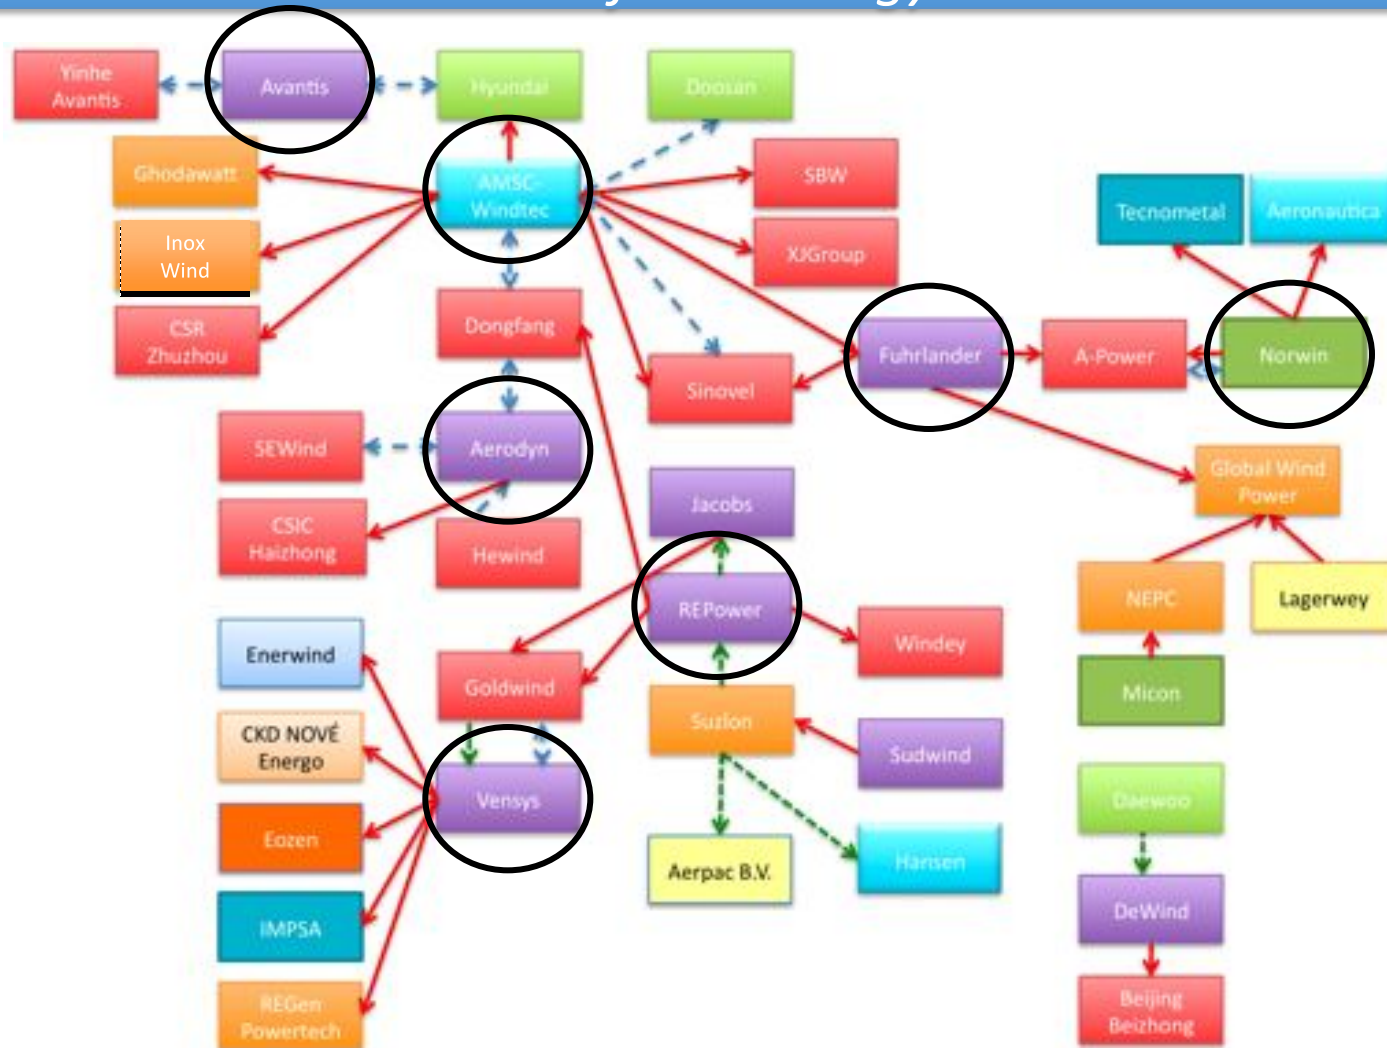 Yinhe
Avantis
Avantis
Hyundai
Doosan
Ghodawatt
AMSC-
Windtec
SBW
Tecnometal
Aeronautica
Inox
Wind
XJGroup
CSR
Zhuzhou
Dongfang
Sinovel
Fuhrlander
A-Power
Norwin
SEWind
Aerodyn
Global Wind
Power
Jacobs
CSIC
Haizhong
Hewind
REPower
NEPC
Lagerwey
Enerwind
Windey
Goldwind
Micon
Suzlon
CKD NOVÉ
Energo
Sudwind
Vensys
Daewoo
Eozen
Aerpac B.V.
Hansen
IMPSA
DeWind
REGen
Powertech
Beijing
Beizhong